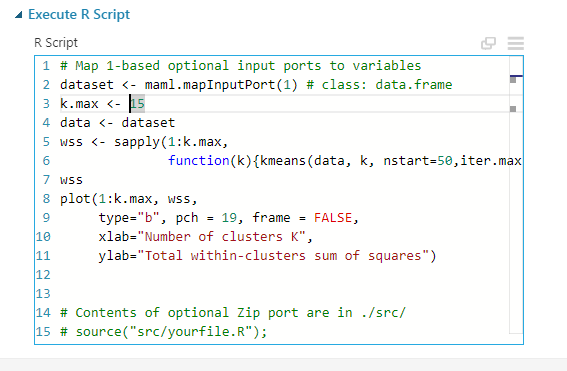 Execute R Script
R Script
1 # Map 1-based optional input ports to variables
2 dataset <- maml.mapInputPort(1) # class: data.frame
3 k.max <- 15
4 data <- dataset
5 wss <- sapply(1:k.max,
6 function(k){kmeans(data, k, nstart=50,iter.max
7 wss
8 plot(1:k.max, wss,
9 type="b", pch = 19, frame = FALSE,
10 xlab="Number of clusters K",
11 ylab="Total within-clusters sum of squares")
12
13
14 # Contents of optional Zip port are in ./src/
15 # source("src/yourfile.R");